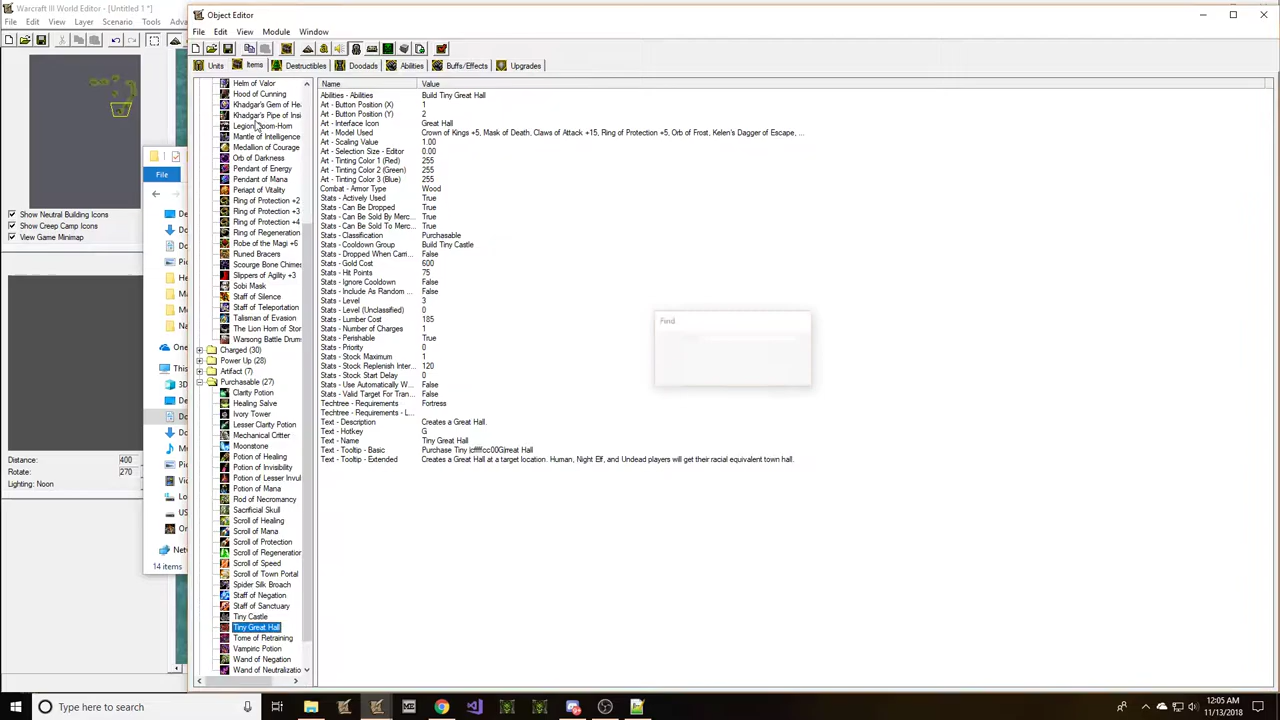 Warcraft III World Editor - [Untitled 1 *]
File Edit View Layer Scenario Tools
Show Neutral Building Icons
Show Creep Camp Icons
View Game Minimap
Distance: 400
Rotate: 270
Lighting: Noon
File
14 items
Object Editor
File Edit View Module Window
Units Items Destructibles Doodads Abilities Buffs/Effects Upgrades
Helm of Valor
Hood of Cunning
Khadgar's Gem of Hea
Khadgar's Pipe of Insi
Mantle of Intelligence
Medallion of Courage
Orb of Darkness
Pendant of Energy
Pendant of Mana
Periapt of Vitality
Ring of Protection +2
Ring of Protection +3
Ring of Protection +4
Ring of Regeneration
Robe of the Magi +6
Runed Bracers
Scourge Bone Chimes
Slippers of Agility +3
Sobi Mask
Staff of Silence
Staff of Teleportation
Talisman of Evasion
The Lion Horn of Stor
Warsong Battle Drum
Charged (30)
Power Up (28)
Artifact (7)
Purchasable (27)
Clarity Potion
Healing Salve
Ivory Tower
Lesser Clarity Potion
Mechanical Critter
Moonstone
Potion of Healing
Potion of Invisibility
Potion of Lesser Invul
Potion of Mana
Rod of Necromancy
Sacrificial Skull
Scroll of Healing
Scroll of Mana
Scroll of Protection
Scroll of Regeneration
Scroll of Speed
Scroll of Town Portal
Spider Silk Broach
Staff of Negation
Staff of Sanctuary
Tiny Castle
Tiny Great Hall
Tome of Retraining
Vampiric Potion
Wand of Negation
Wand of Neutralizatio
Name Value
Abilities - Abilities Build Tiny Great Hall
Art - Button Position (X) 1
Art - Button Position (Y) 2
Art - Interface Icon Great Hall
Art - Model Used Crown of Kings +5, Mask of Death, Claws of Attack +15, Ring of Protection +5, Orb of Frost, Kelen's Dagger of Escape, ...
Art - Scaling Value 1.00
Art - Selection Size - Editor 0.00
Art - Tinting Color 1 (Red) 255
Art - Tinting Color 2 (Green) 255
Art - Tinting Color 3 (Blue) 255
Combat - Armor Type Wood
Stats - Actively Used True
Stats - Can Be Dropped True
Stats - Can Be Sold By Merc... True
Stats - Can Be Sold To Merc... True
Stats - Classification Purchasable
Stats - Cooldown Group Build Tiny Castle
Stats - Dropped When Carr... False
Stats - Gold Cost 600
Stats - Hit Points 75
Stats - Ignore Cooldown False
Stats - Include As Random ... False
Stats - Level 3
Stats - Level (Unclassified) 0
Stats - Lumber Cost 185
Stats - Number of Charges 1
Stats - Perishable True
Stats - Priority 0
Stats - Stock Maximum 1
Stats - Stock Replenish Inter... 120
Stats - Stock Start Delay 0
Stats - Use Automatically W... False
Stats - Valid Target For Tran... False
Techtree - Requirements Fortress
Techtree - Requirements - L...
Text - Description Creates a Great Hall.
Text - Hotkey G
Text - Name Tiny Great Hall
Text - Tooltip - Basic Purchase Tiny |cffffcc00G|rreat Hall
Text - Tooltip - Extended Creates a Great Hall at a target location. Human, Night Elf, and Undead players will get their racial equivalent town hall.
Find
Type here to search
12:05 AM
11/13/2018